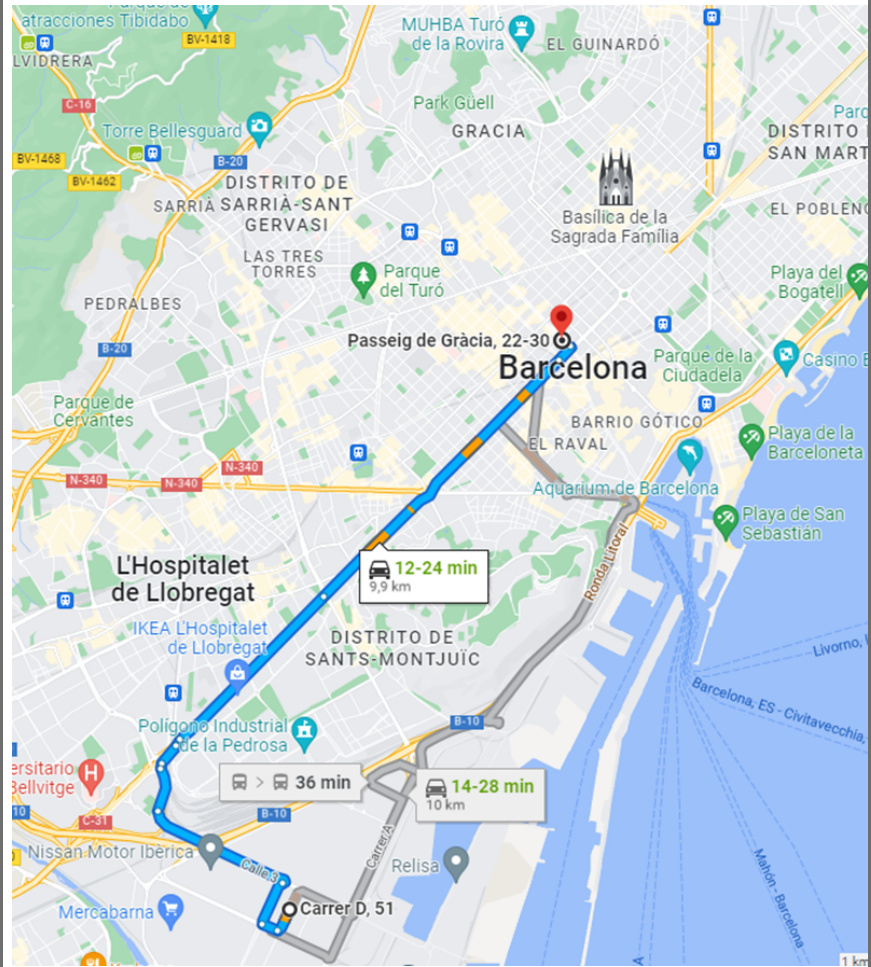 Parque de
atracciones Tibidabo
BV-1418
MUHBA Turó
de la Rovira
EL GUINARDÓ
LVIDRERA
C-16
Park Güell
Torre Bellesguard
GRACIA
Parc
DISTRITO
SAN MART
BV-1468
B-20
BV-1462
DISTRITO DE
SARRIÀ-SANT
GERVASI
SARRIÀ
Basílica de la
Sagrada Família
EL POBLENO
LAS TRES
TORRES
Parque
del Turó
Playa del
Bogatell
PEDRALBES
Passeig de Gràcia, 22-30
Barcelona
B-20
Parque de la
Ciudadela
Casino B
Parque de
Cervantes
BARRIO GÓTICO
EL RAVAL
Playa de la
Barceloneta
N-340
N-340
N-340
Aquarium de Barcelona
Playa de San
Sebastián
L'Hospitalet
de Llobregat
12-24 min
9,9 km
Ronda Litoral
IKEA L'Hospitalet
de Llobregat
DISTRITO DE
SANTS-MONTJUÏC
Livorno, I
Barcelona, ES - Civitavecchia,
Polígono Industrial
de la Pedrosa
B-10
ersitario
Bellvitge
36 min
14-28 min
10 km
10
C-31
B-10
Nissan Motor Ibèrica
Calle 3
Carrer A
Relisa
Mahón - Barcelona
Mercabarna
Carrer D, 51
1 km